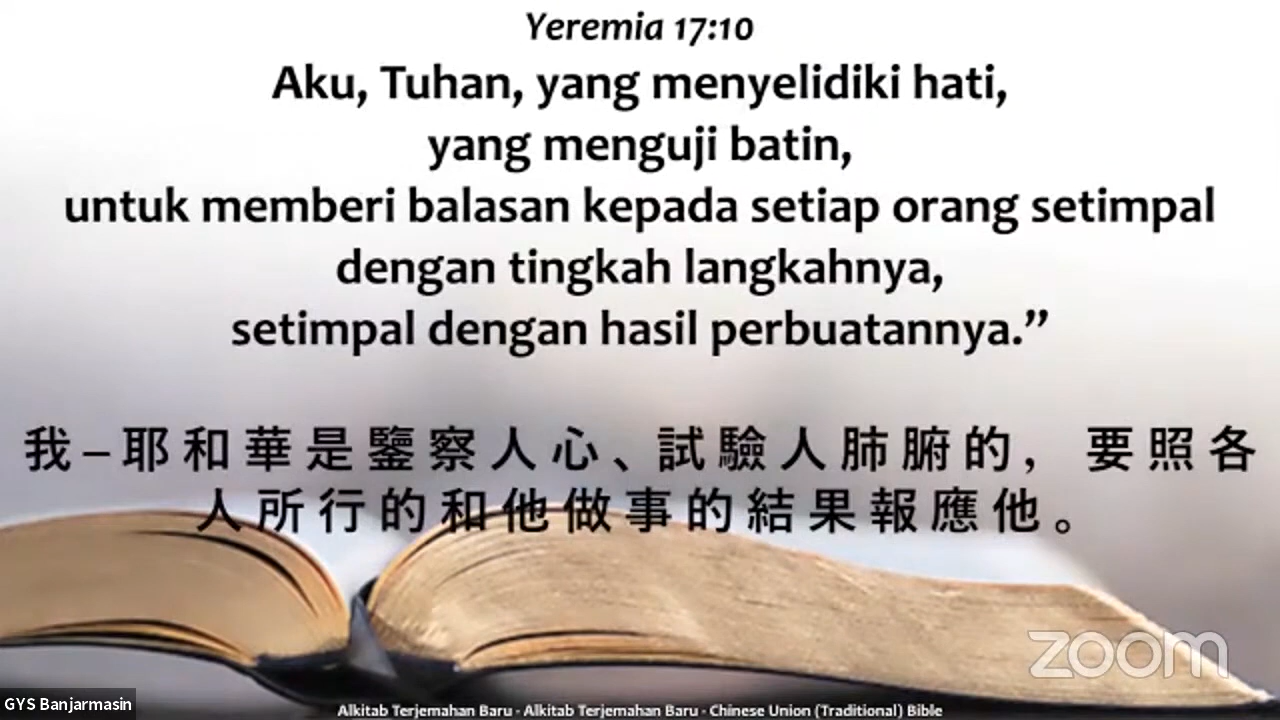 Yeremia 17:10
Aku, Tuhan, yang menyelidiki hati,
yang menguji batin,
untuk memberi balasan kepada setiap orang setimpal
dengan tingkah langkahnya,
setimpal dengan hasil perbuatannya.”
我–耶和華是鑒察人心、試驗人肺腑的，要照各
人所行的和他做事的結果報應他。
zoom
GYS Banjarmasin
Alkitab Terjemahan Baru - Alkitab Terjemahan Baru - Chinese Union (Traditional) Bible